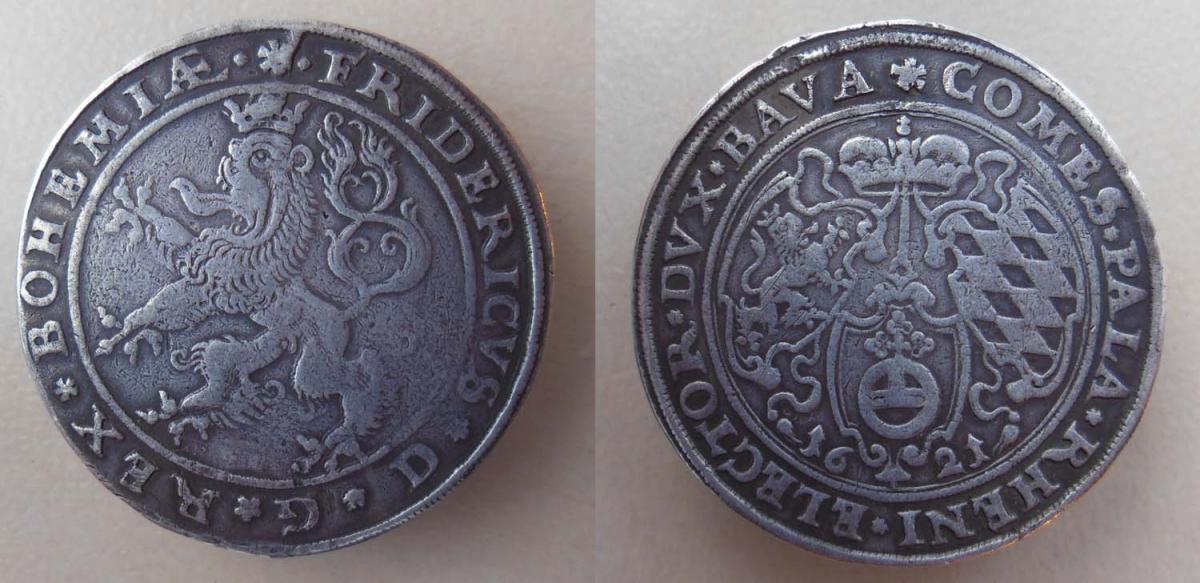 FRIDERICVS * D * G * REX * BOHEMIÆ
COMES * PALA * RHENI * ELECTOR * DVX * BAVA
1621